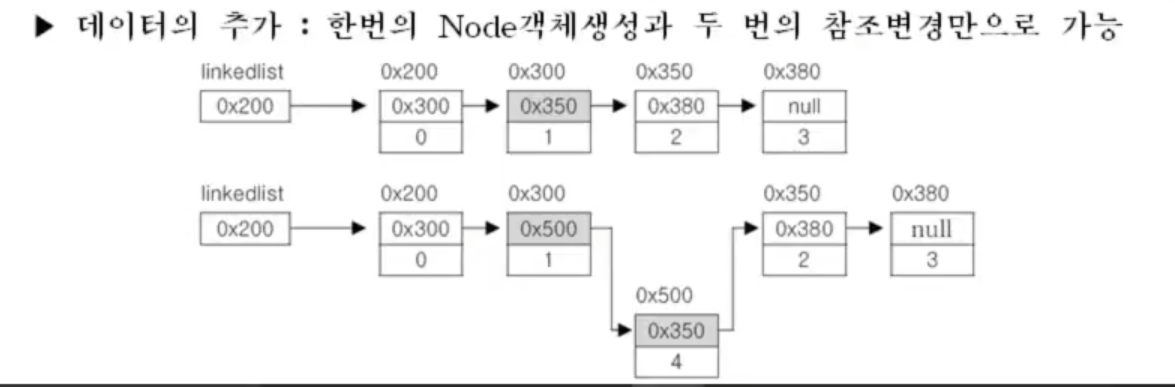 ▶ 데이터의 추가 : 한번의 Node객체생성과 두 번의 참조변경만으로 가능
linkedlist 0x200 0x300 0x350 0x380
0x200 0x300 0x350 0x380 null
0 1 2 3
linkedlist 0x200 0x300 0x350 0x380
0x200 0x300 0x500 0x380 null
0 1 2 3
0x500
0x350
4